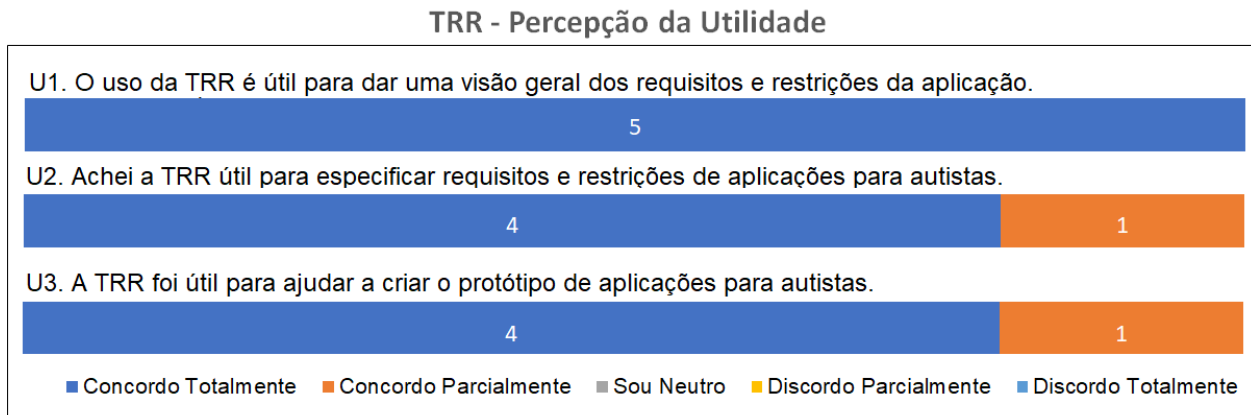 TRR - Percepção da Utilidade
U1. O uso da TRR é útil para dar uma visão geral dos requisitos e restrições da aplicação.
5
U2. Achei a TRR útil para especificar requisitos e restrições de aplicações para autistas.
4 1
U3. A TRR foi útil para ajudar a criar o protótipo de aplicações para autistas.
4 1
Concordo Totalmente Concordo Parcialmente Sou Neutro Discordo Parcialmente Discordo Totalmente